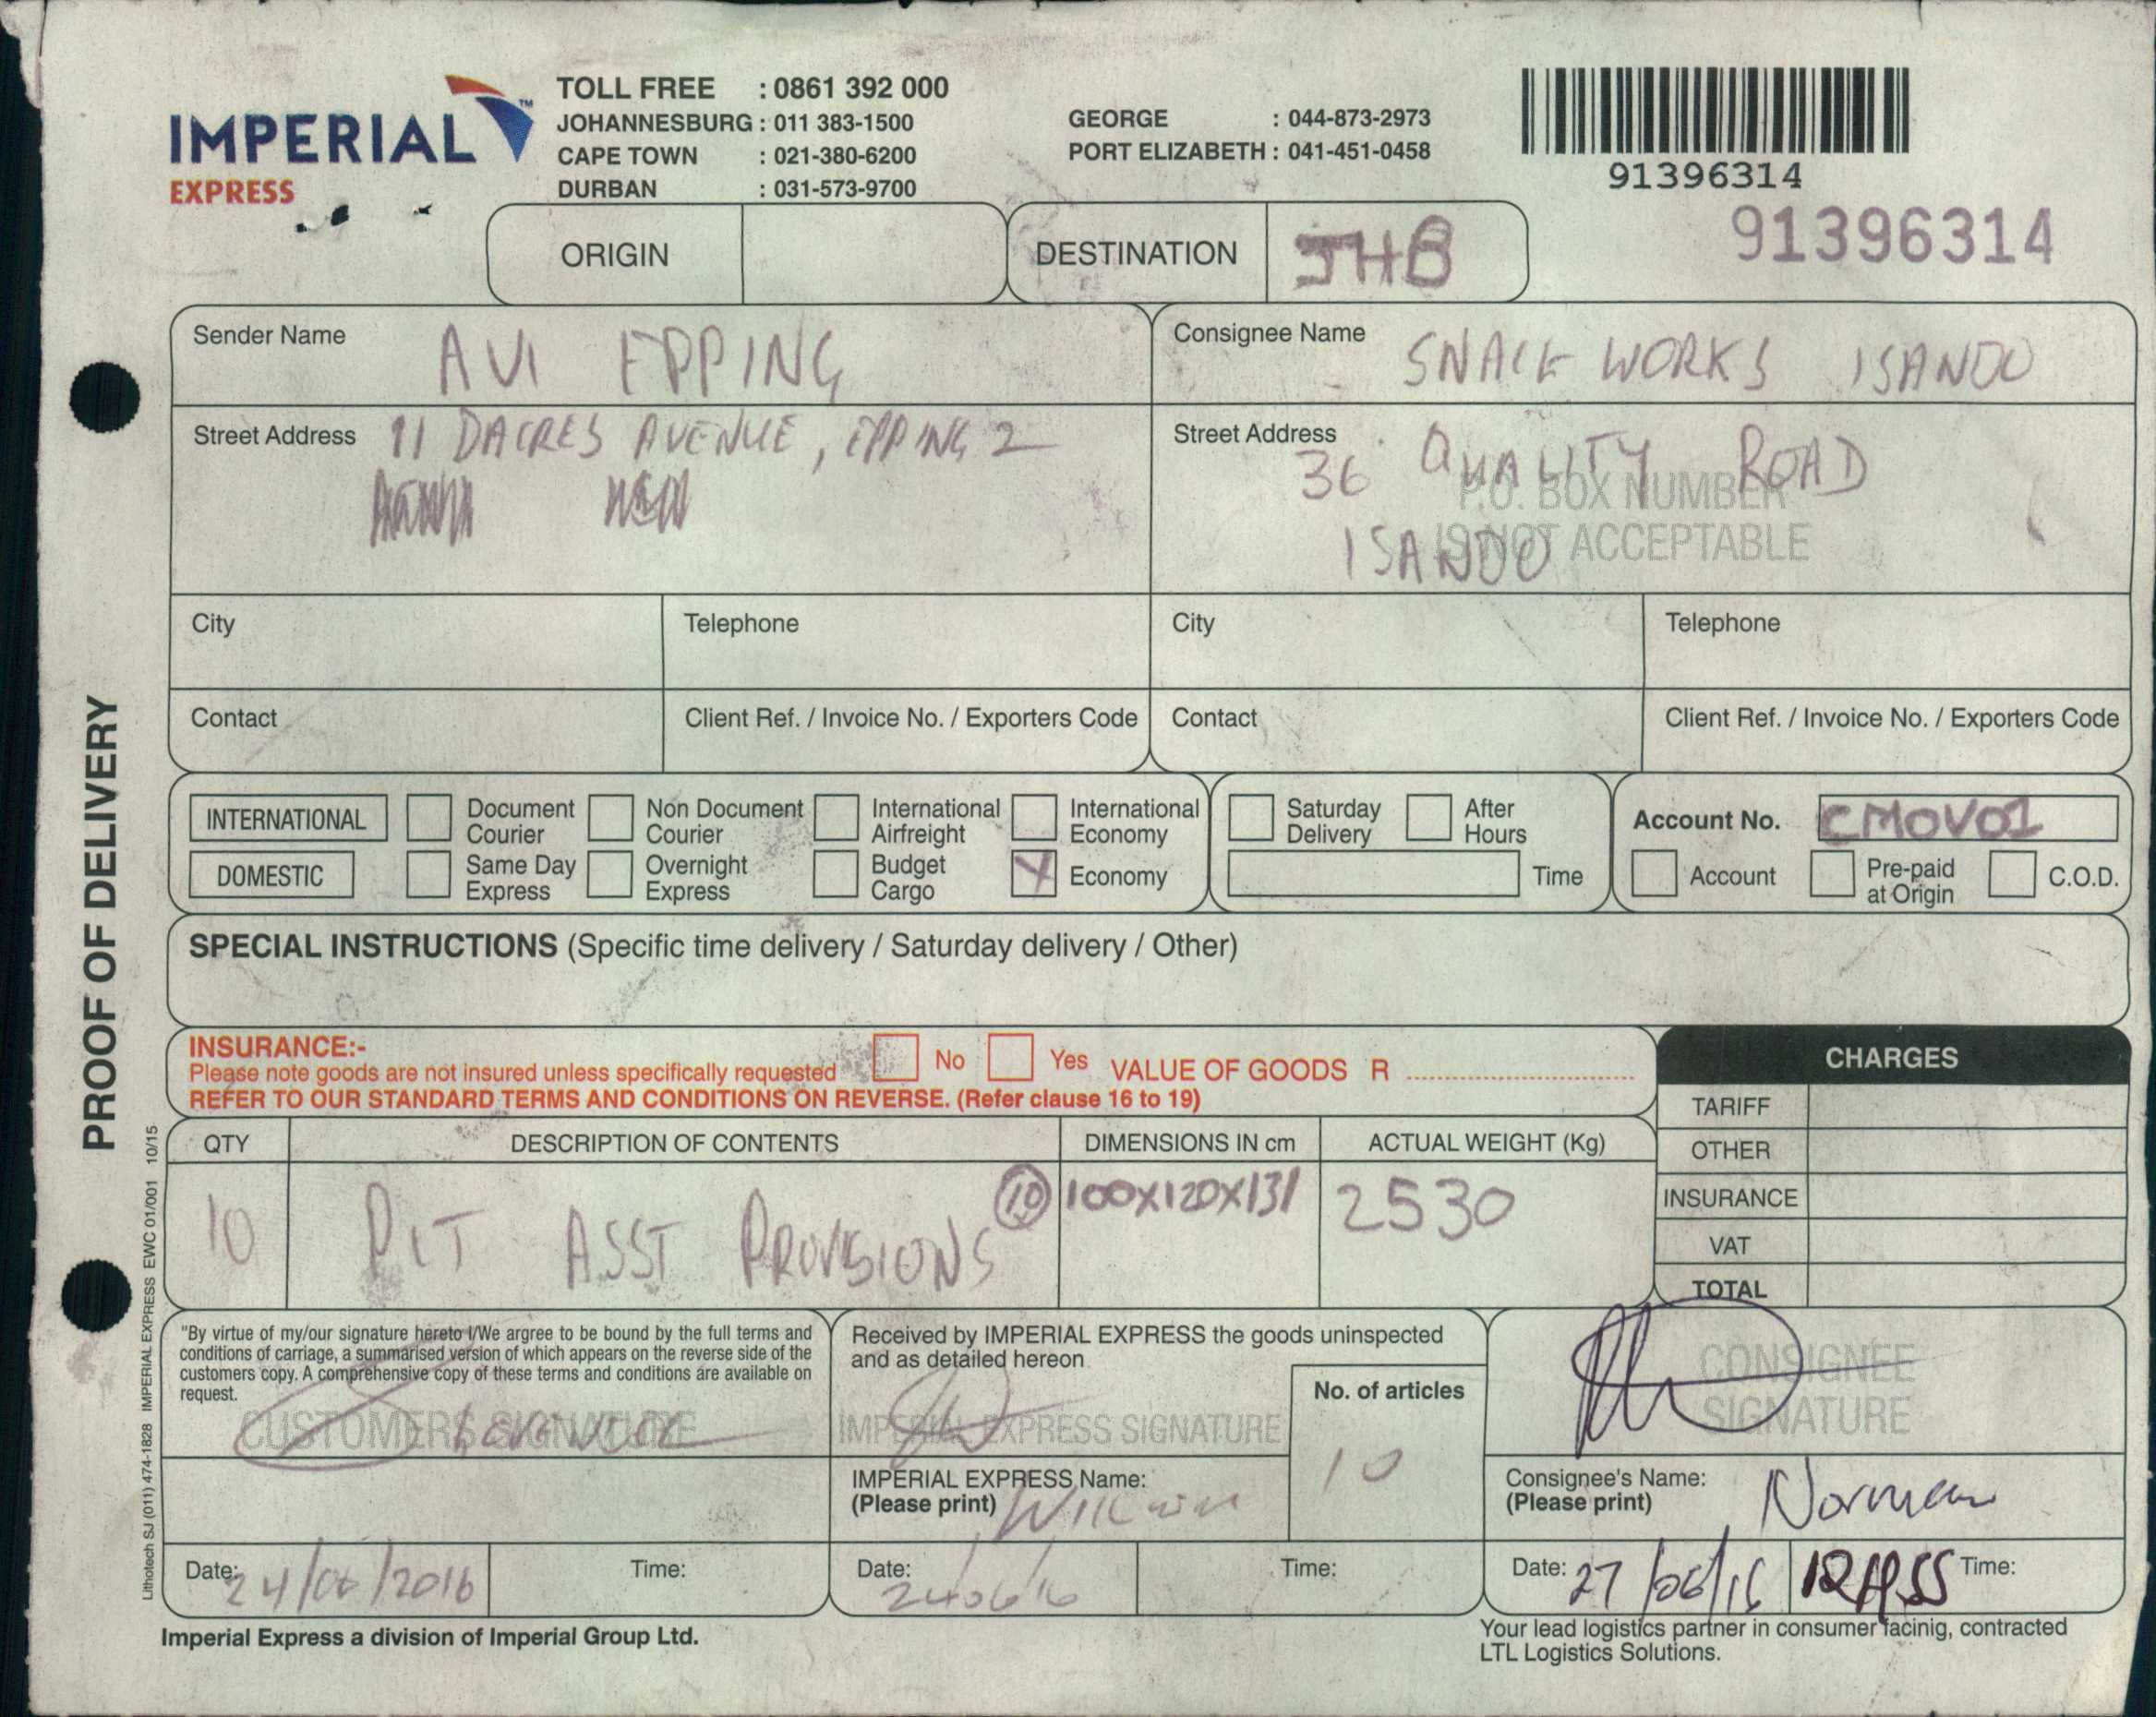 IMPERIAL™
EXPRESS
TOLL FREE : 0861 392 000
JOHANNESBURG : 011 383-1500
CAPE TOWN : 021-380-6200
DURBAN : 031-573-9700
GEORGE : 044-873-2973
PORT ELIZABETH : 041-451-0458
91396314
91396314
ORIGIN
DESTINATION JHB
Sender Name AVI EPPING
Consignee Name SNACK WORKS ISANDO
Street Address 11 DACRES AVENUE, EPPING 2
Street Address 36 QUALITY ROAD
P.O. BOX NUMBER
IS NOT ACCEPTABLE
ISANDO
City Telephone City Telephone
Contact Client Ref. / Invoice No. / Exporters Code Contact Client Ref. / Invoice No. / Exporters Code
INTERNATIONAL Document Courier Non Document Courier International Airfreight International Economy
DOMESTIC Same Day Express Overnight Express Budget Cargo X Economy
Saturday Delivery After Hours
Time
Account No. CMOV01
Account Pre-paid at Origin C.O.D.
SPECIAL INSTRUCTIONS (Specific time delivery / Saturday delivery / Other)
INSURANCE:-
Please note goods are not insured unless specifically requested No Yes VALUE OF GOODS R
REFER TO OUR STANDARD TERMS AND CONDITIONS ON REVERSE. (Refer clause 16 to 19)
CHARGES
TARIFF
OTHER
INSURANCE
VAT
TOTAL
QTY DESCRIPTION OF CONTENTS DIMENSIONS IN cm ACTUAL WEIGHT (Kg)
10 PLT ASST PROVISIONS 10 100X120X131 2530
"By virtue of my/our signature hereto I/We argree to be bound by the full terms and
conditions of carriage, a summarised version of which appears on the reverse side of the
customers copy. A comprehensive copy of these terms and conditions are available on
request.
CUSTOMERS SIGNATURE
Received by IMPERIAL EXPRESS the goods uninspected
and as detailed hereon
IMPERIAL EXPRESS SIGNATURE
No. of articles
10
IMPERIAL EXPRESS Name:
(Please print)
CONSIGNEE
SIGNATURE
Consignee's Name:
(Please print) Norman
Date: 24/06/2016 Time:
Date: 240616 Time:
Date: 27/06/16 12H55 Time:
Imperial Express a division of Imperial Group Ltd.
Your lead logistics partner in consumer facinig, contracted
LTL Logistics Solutions.
PROOF OF DELIVERY
Lithotech SJ (011) 474-1828 IMPERIAL EXPRESS EWC 01/001 10/15